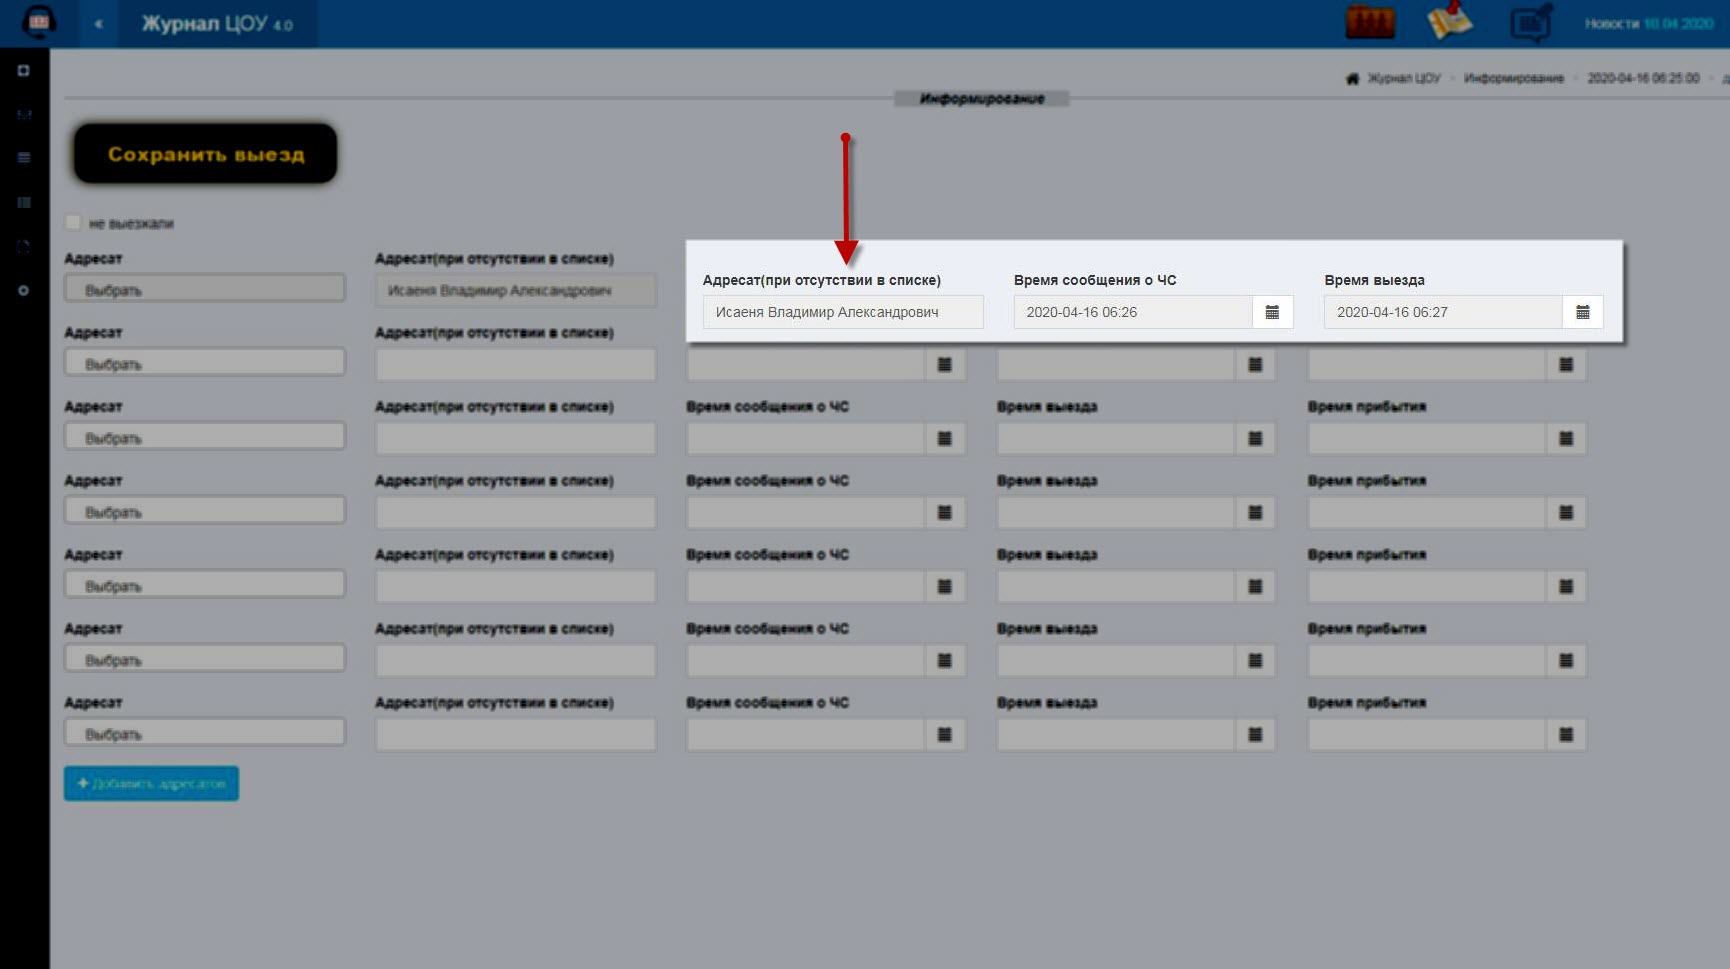 « Журнал ЦОУ 4.0 Новости 10.04.2020
Журнал ЦОУ Информирование 2020-04-16 06:25:00
Информирование
Сохранить выезд
не выезжали
Адресат Адресат(при отсутствии в списке)
Выбрать Исаеня Владимир Александрович
Адресат(при отсутствии в списке) Время сообщения о ЧС Время выезда
Исаеня Владимир Александрович 2020-04-16 06:26 2020-04-16 06:27
Адресат Адресат(при отсутствии в списке)
Выбрать
Адресат Адресат(при отсутствии в списке) Время сообщения о ЧС Время выезда Время прибытия
Выбрать
Адресат Адресат(при отсутствии в списке) Время сообщения о ЧС Время выезда Время прибытия
Выбрать
Адресат Адресат(при отсутствии в списке) Время сообщения о ЧС Время выезда Время прибытия
Выбрать
Адресат Адресат(при отсутствии в списке) Время сообщения о ЧС Время выезда Время прибытия
Выбрать
Адресат Адресат(при отсутствии в списке) Время сообщения о ЧС Время выезда Время прибытия
Выбрать
+ Добавить адресатов